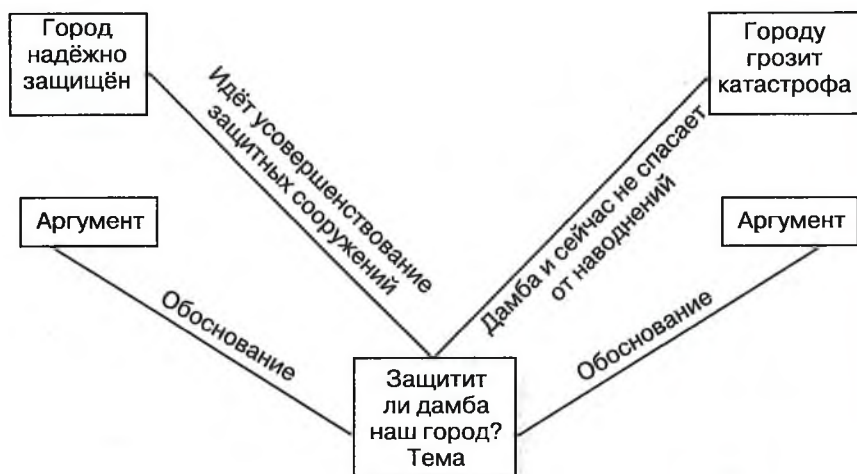 Город
надёжно
защищён
Городу
грозит
катастрофа
Идёт усовершенствование
защитных сооружений
Дамба и сейчас не спасает
от наводнений
Аргумент
Аргумент
Обоснование
Обоснование
Защитит
ли дамба
наш город?
Тема